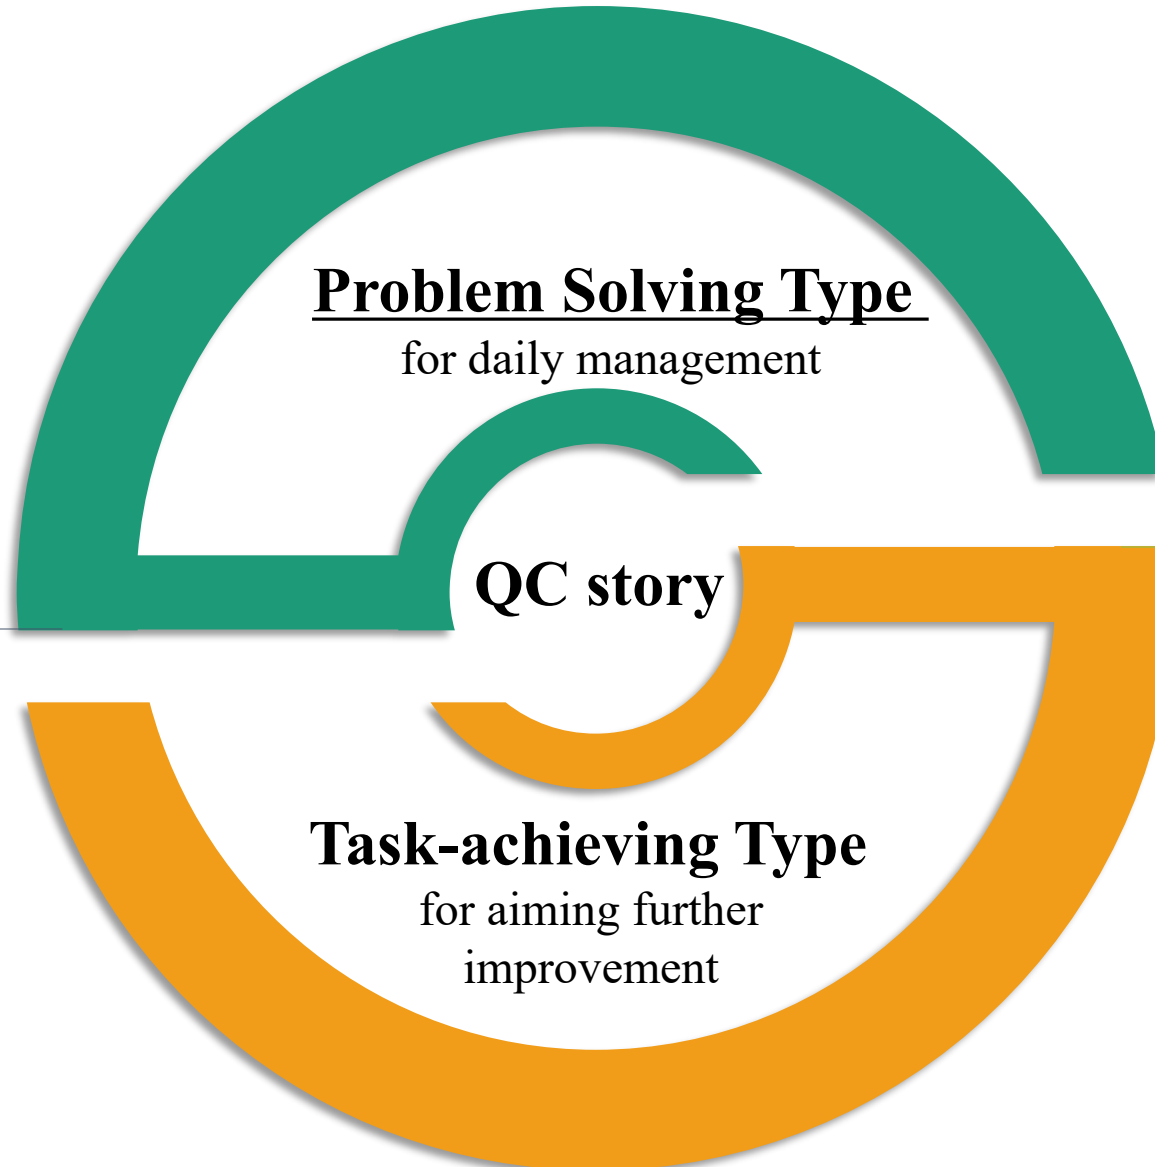 Problem Solving Type
for daily management
QC story
Task-achieving Type
for aiming further
improvement